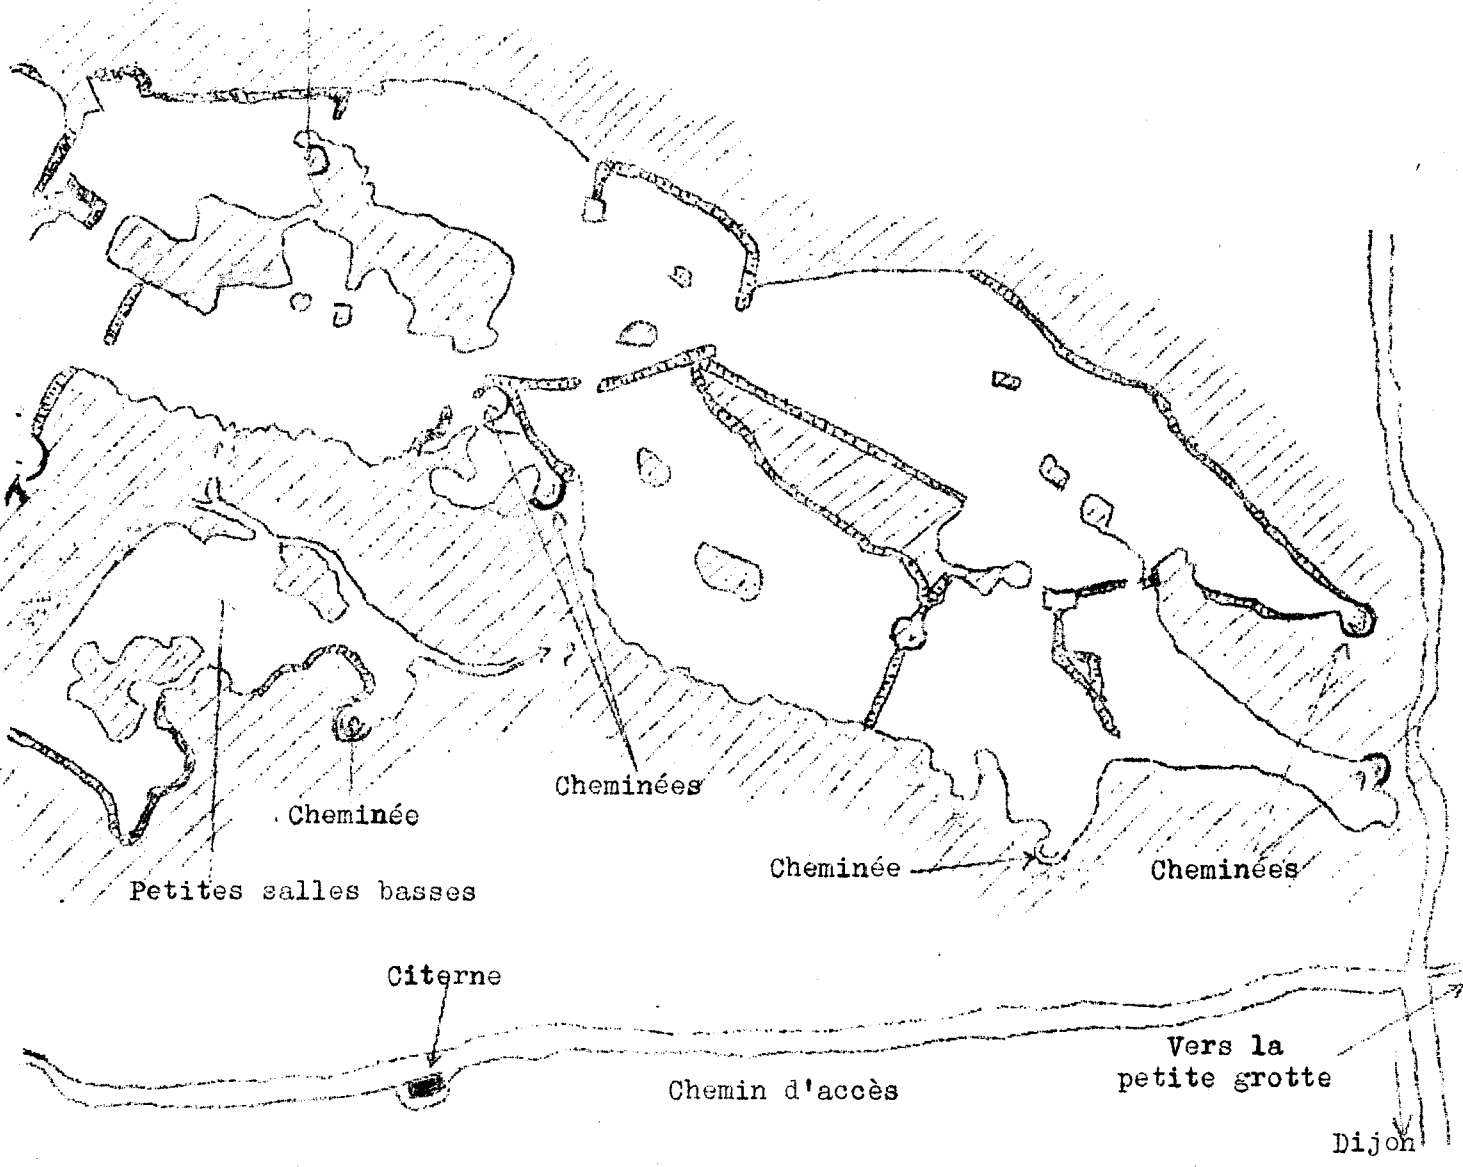 Cheminées
Cheminée
Cheminée
Cheminées
Petites salles basses
Citerne
Vers la
petite grotte
Chemin d'accès
Dijon